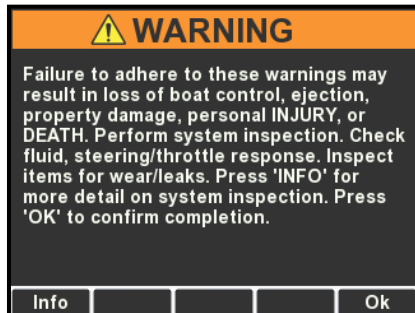 WARNING
Failure to adhere to these warnings may
result in loss of boat control, ejection,
property damage, personal INJURY, or
DEATH. Perform system inspection. Check
fluid, steering/throttle response. Inspect
items for wear/leaks. Press 'INFO' for
more detail on system inspection. Press
'OK' to confirm completion.
Info
Ok